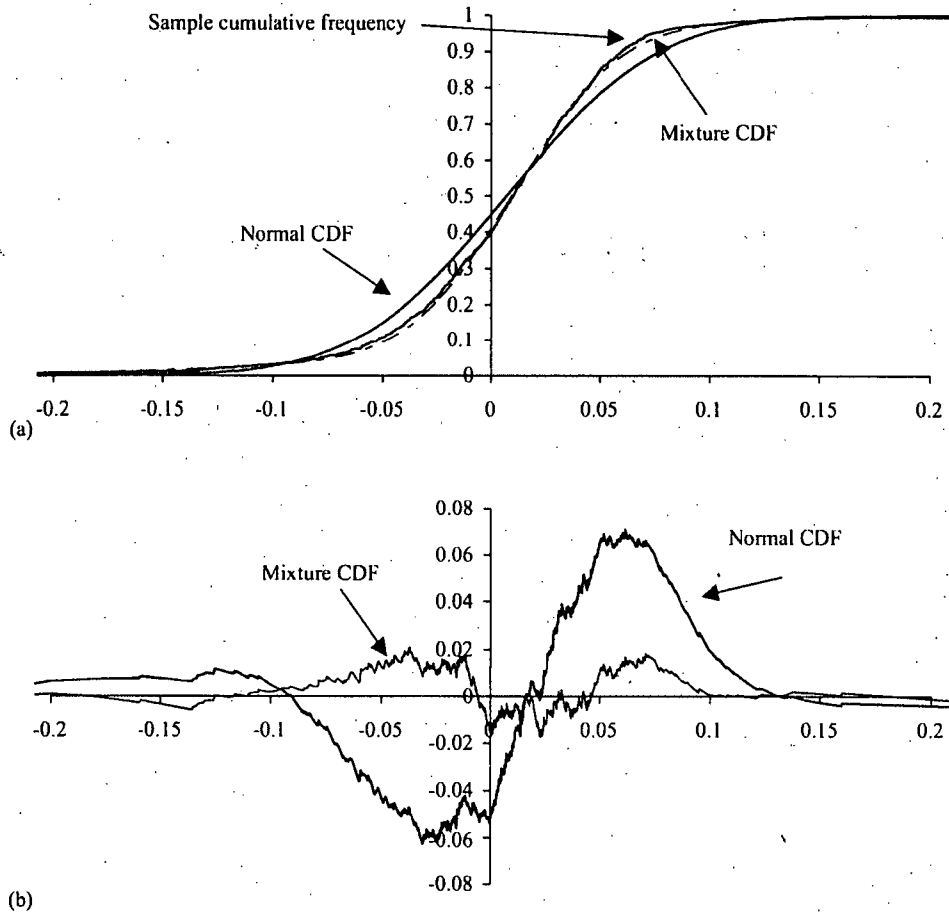 Sample cumulative frequency
Mixture CDF
Normal CDF
1
0.9
0.8
0.7
0.6
0.5
0.4
0.3
0.2
0.1
0
-0.2 -0.15 -0.1 -0.05 0 0.05 0.1 0.15 0.2
(a)
Mixture CDF
Normal CDF
0.08
0.06
0.04
0.02
0
-0.02
-0.04
-0.06
-0.08
-0.2 -0.15 -0.1 -0.05 0 0.05 0.1 0.15 0.2
(b)